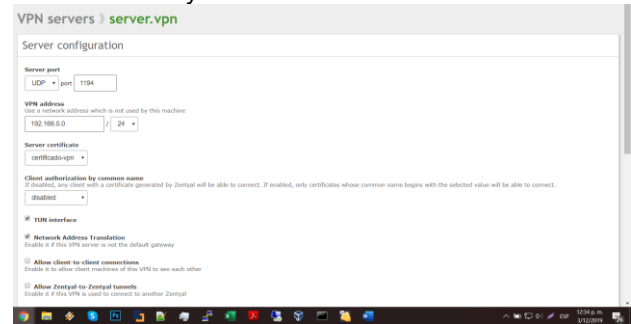 VPN servers › server.vpn
Server configuration
Server port
UDP port 1194
VPN address
Use a network address which is not used by this machine
192.168.0.0 / 24
Server certificate
certificado-vpn
Client authorization by common name
If disabled, any client with a certificate generated by Zentyal will be able to connect. If enabled, only certificates whose common name begins with the selected value will be able to connect.
disabled
TUN interface
Network Address Translation
Enable it if this VPN server is not the default gateway
Allow client-to-client connections
Enable it to allow client machines of this VPN to see each other
Allow Zentyal-to-Zentyal tunnels
Enable it if this VPN is used to connect to another Zentyal
ESP
12:34 p. m.
3/12/2019